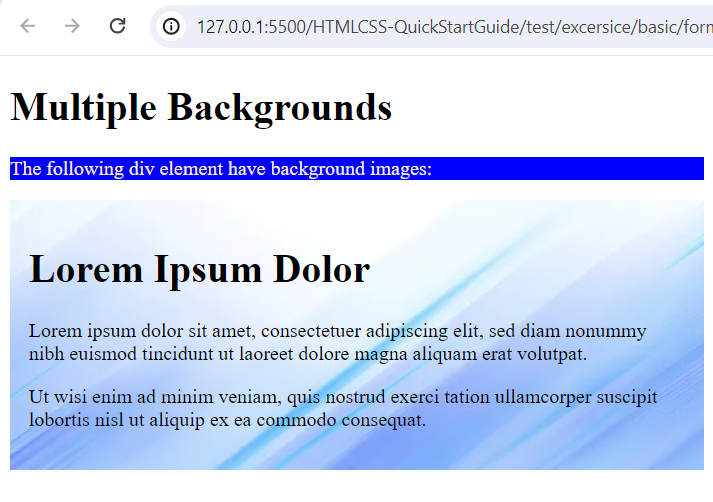 127.0.0.1:5500/HTMLCSS-QuickStartGuide/test/excersice/basic/forn
Multiple Backgrounds
The following div element have background images:
Lorem Ipsum Dolor
Lorem ipsum dolor sit amet, consectetuer adipiscing elit, sed diam nonummy
nibh euismod tincidunt ut laoreet dolore magna aliquam erat volutpat.
Ut wisi enim ad minim veniam, quis nostrud exerci tation ullamcorper suscipit
lobortis nisl ut aliquip ex ea commodo consequat.